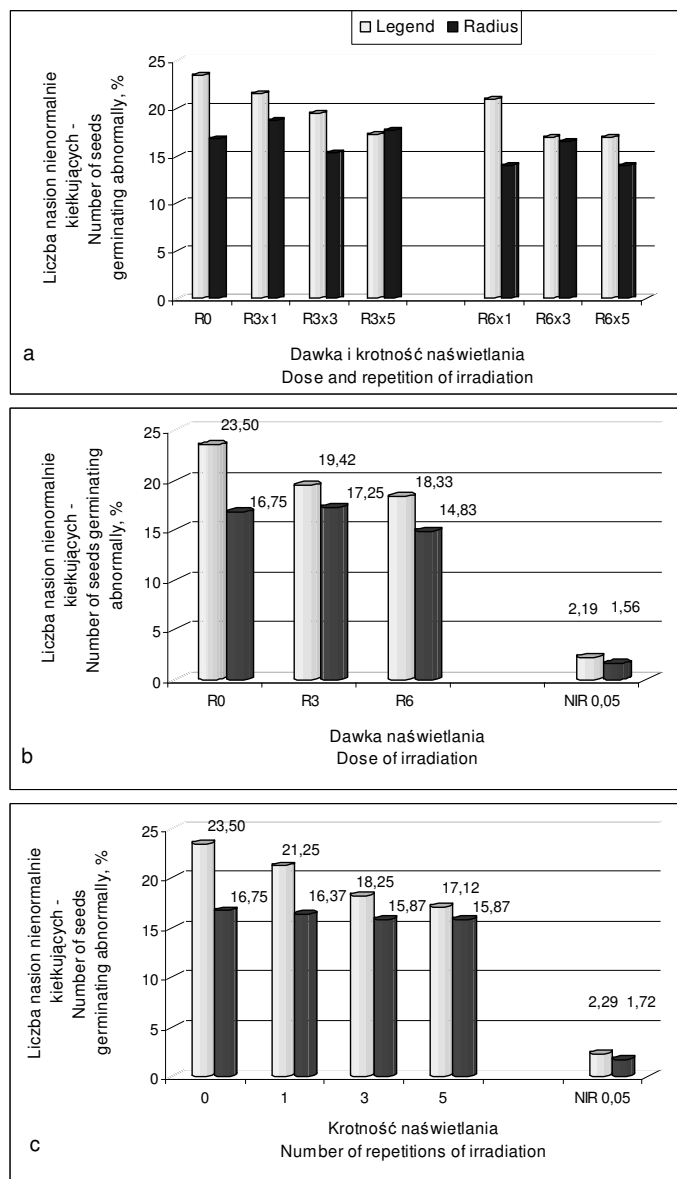 Legend Radius
Liczba nasion nienormalnie
kiełkujących -
Number of seeds
germinating abnormally, %
25
20
15
10
5
0
R0 R3x1 R3x3 R3x5 R6x1 R6x3 R6x5
a
Dawka i krotność naświetlania
Dose and repetition of irradiation
Liczba nasion nienormalnie
kiełkujących -
Number of seeds germinating
abnormally, %
25
20
15
10
5
0
23,50
16,75
19,42
17,25
18,33
14,83
2,19 1,56
R0 R3 R6 NIR 0,05
b
Dawka naświetlania
Dose of irradiation
Liczba nasion nienormalnie
kiełkujących -
Number of seeds
germinating abnormally, %
25
20
15
10
5
0
23,50
16,75
21,25
16,37
18,25
15,87
17,12
15,87
2,29 1,72
0 1 3 5 NIR 0,05
c
Krotność naświetlania
Number of repetitions of irradiation